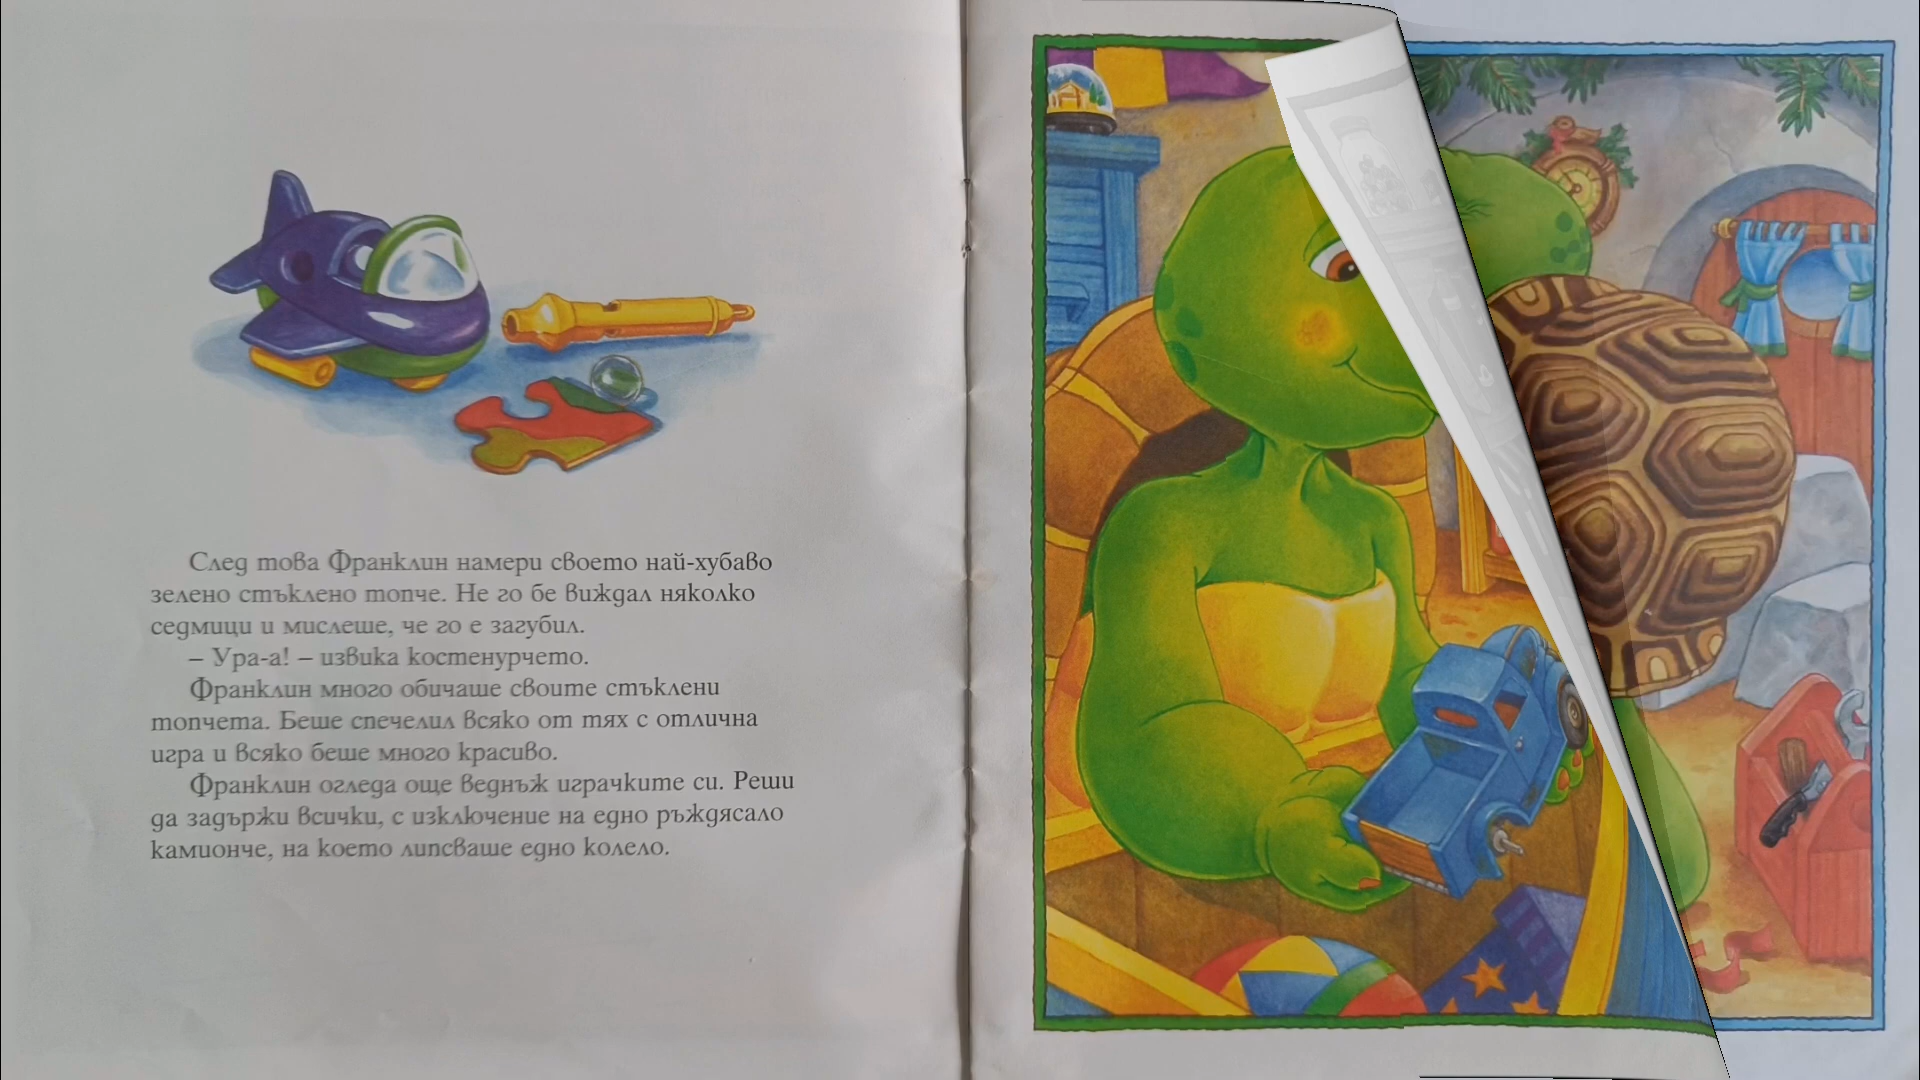 След това Франклин намери своето най-хубаво
зелено стъклено топче. Не го бе виждал няколко
седмици и мислеше, че го е загубил.
– Ура-а! – извика костенурчето.
Франклин много обичаше своите стъклени
топчета. Беше спечелил всяко от тях с отлична
игра и всяко беше много красиво.
Франклин огледа още веднъж играчките си. Реши
да задържи всички, с изключение на едно ръждясало
камионче, на което липсваше едно колело.